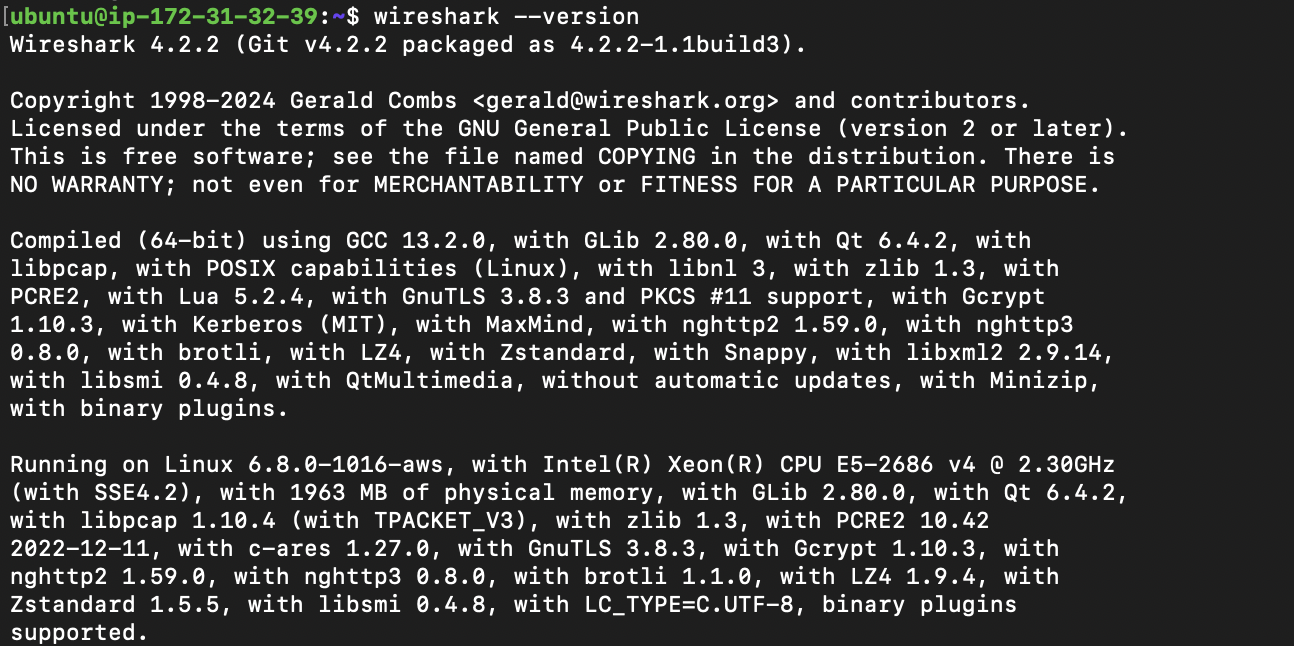 [ubuntu@ip-172-31-32-39:~$ wireshark --version
Wireshark 4.2.2 (Git v4.2.2 packaged as 4.2.2-1.1build3).
Copyright 1998-2024 Gerald Combs <gerald@wireshark.org> and contributors.
Licensed under the terms of the GNU General Public License (version 2 or later).
This is free software; see the file named COPYING in the distribution. There is
NO WARRANTY; not even for MERCHANTABILITY or FITNESS FOR A PARTICULAR PURPOSE.
Compiled (64-bit) using GCC 13.2.0, with GLib 2.80.0, with Qt 6.4.2, with
libpcap, with POSIX capabilities (Linux), with libnl 3, with zlib 1.3, with
PCRE2, with Lua 5.2.4, with GnuTLS 3.8.3 and PKCS #11 support, with Gcrypt
1.10.3, with Kerberos (MIT), with MaxMind, with nghttp2 1.59.0, with nghttp3
0.8.0, with brotli, with LZ4, with Zstandard, with Snappy, with libxml2 2.9.14,
with libsmi 0.4.8, with QtMultimedia, without automatic updates, with Minizip,
with binary plugins.
Running on Linux 6.8.0-1016-aws, with Intel(R) Xeon(R) CPU E5-2686 v4 @ 2.30GHz
(with SSE4.2), with 1963 MB of physical memory, with GLib 2.80.0, with Qt 6.4.2,
with libpcap 1.10.4 (with TPACKET_V3), with zlib 1.3, with PCRE2 10.42
2022-12-11, with c-ares 1.27.0, with GnuTLS 3.8.3, with Gcrypt 1.10.3, with
nghttp2 1.59.0, with nghttp3 0.8.0, with brotli 1.1.0, with LZ4 1.9.4, with
Zstandard 1.5.5, with libsmi 0.4.8, with LC_TYPE=C.UTF-8, binary plugins
supported.